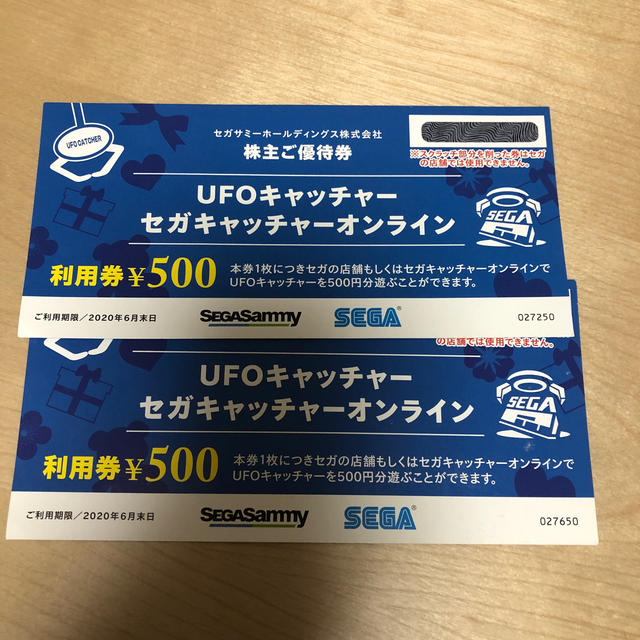 UFO CATCHER
セガサミーホールディングス株式会社
株主ご優待券
※スクラッチ部分を削った券はセガ
の店舗では使用できません。
UFOキャッチャー
セガキャッチャーオンライン
SEGA
利用券¥500
本券1枚につきセガの店舗もしくはセガキャッチャーオンラインで
UFOキャッチャーを500円分遊ぶことができます。
ご利用期限/2020年6月末日
SEGASammy
SEGA®
027250
の店舗では使用できません。
UFOキャッチャー
セガキャッチャーオンライン
SEGA
利用券¥500
本券1枚につきセガの店舗もしくはセガキャッチャーオンラインで
UFOキャッチャーを500円分遊ぶことができます。
ご利用期限/2020年6月末日
SEGASammy
SEGA®
027650